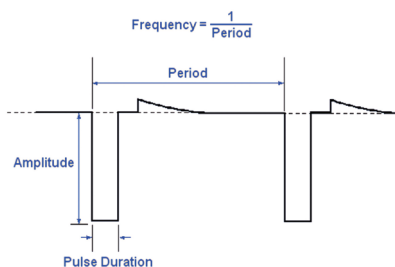 Frequency = 1 / Period
Period
Amplitude
Pulse Duration